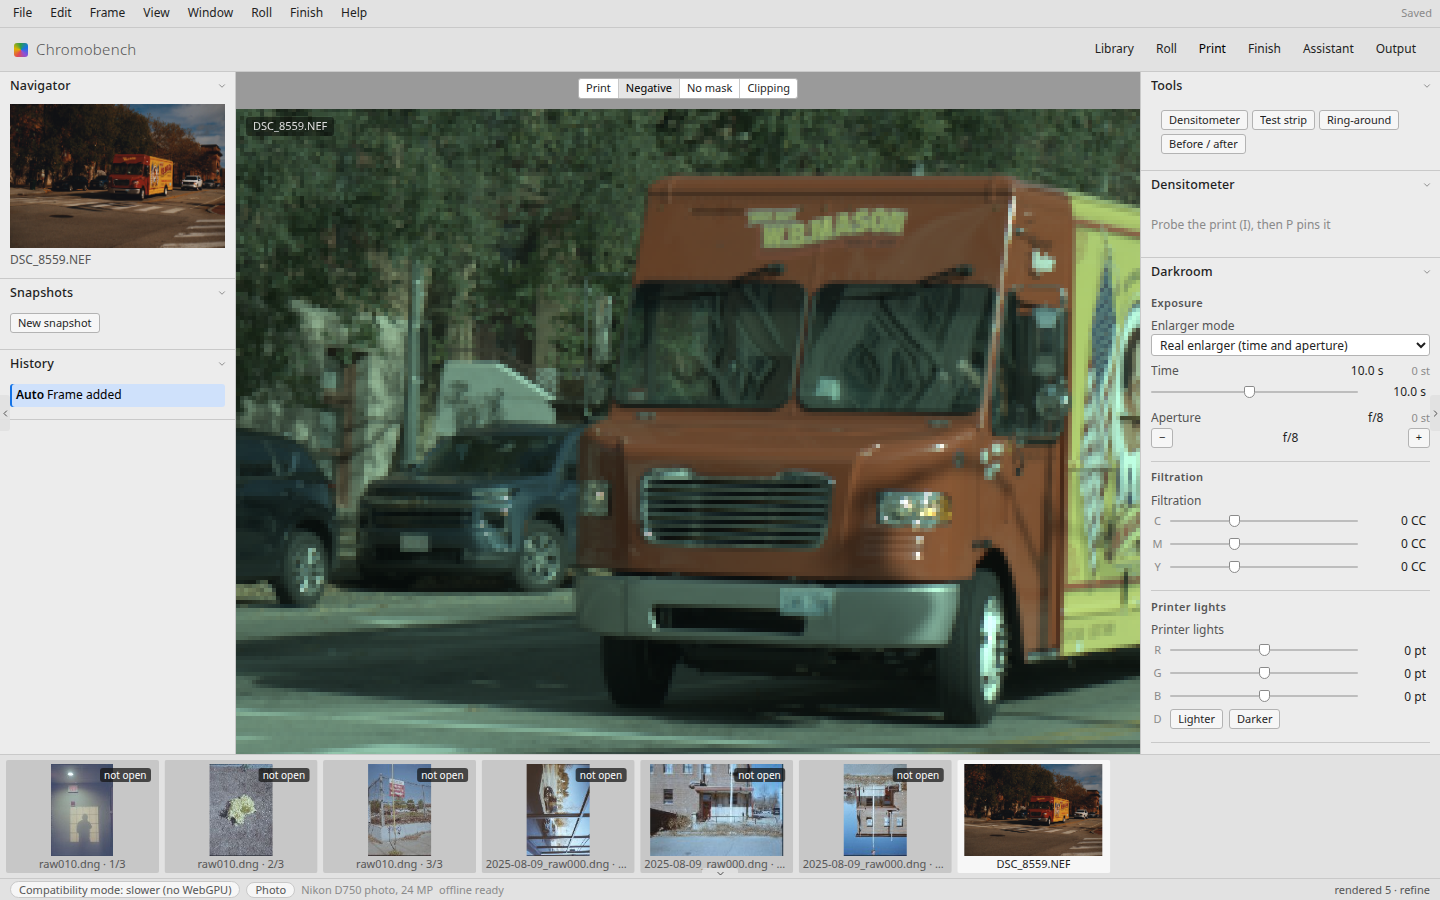 File Edit Frame View Window Roll Finish Help
Saved
Chromobench
Library Roll Print Finish Assistant Output
Navigator
DSC_8559.NEF
Snapshots
New snapshot
History
Auto Frame added
Print Negative No mask Clipping
DSC_8559.NEF
W.B.MASON
Tools
Densitometer Test strip Ring-around
Before / after
Densitometer
Probe the print (I), then P pins it
Darkroom
Exposure
Enlarger mode
Real enlarger (time and aperture)
Time 10.0 s 0 st
10.0 s
Aperture f/8 0 st
− f/8 +
Filtration
Filtration
C 0 CC
M 0 CC
Y 0 CC
Printer lights
Printer lights
R 0 pt
G 0 pt
B 0 pt
D Lighter Darker
not open not open not open not open not open not open
raw010.dng · 1/3 raw010.dng · 2/3 raw010.dng · 3/3 2025-08-09_raw000.dng · ... 2025-08-09_raw000.dng · ... 2025-08-09_raw000.dng · ... DSC_8559.NEF
Compatibility mode: slower (no WebGPU) Photo Nikon D750 photo, 24 MP offline ready
rendered 5 · refine